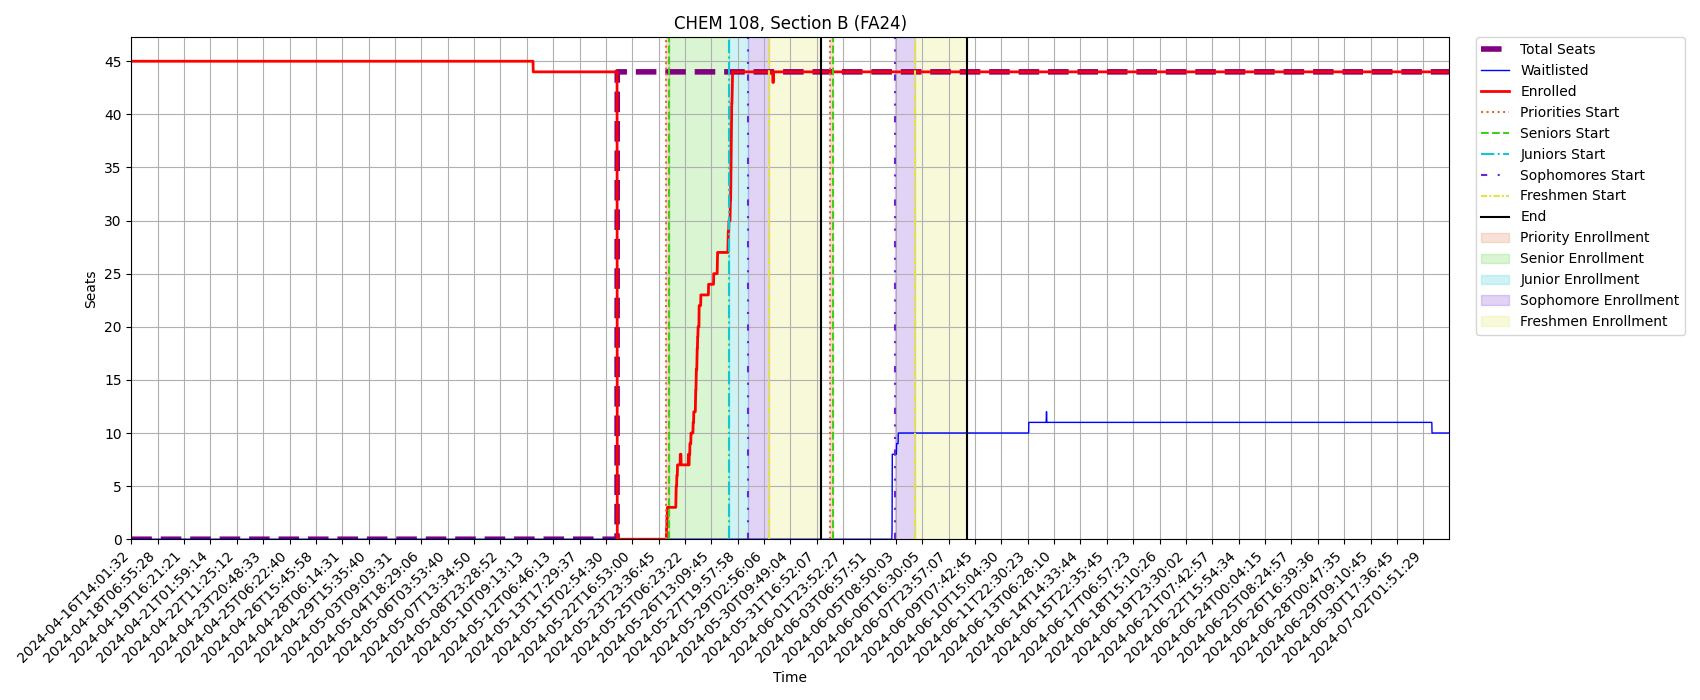 CHEM 108, Section B (FA24)
Seats
45
40
35
30
25
20
15
10
5
0
2024-04-16T14:01:32
2024-04-18T06:55:28
2024-04-19T16:21:21
2024-04-21T01:59:14
2024-04-22T11:25:12
2024-04-23T20:48:33
2024-04-25T06:22:40
2024-04-26T15:45:58
2024-04-28T06:14:31
2024-04-29T15:35:40
2024-05-03T09:03:31
2024-05-04T18:29:06
2024-05-06T03:53:40
2024-05-07T13:34:50
2024-05-08T23:28:52
2024-05-10T09:13:13
2024-05-12T06:46:13
2024-05-13T17:29:37
2024-05-15T02:54:30
2024-05-22T16:53:00
2024-05-23T23:36:45
2024-05-25T06:23:22
2024-05-26T13:09:45
2024-05-27T19:57:58
2024-05-29T02:56:06
2024-05-30T09:49:04
2024-05-31T16:52:07
2024-06-01T23:52:27
2024-06-03T06:57:51
2024-06-05T08:50:03
2024-06-06T16:30:05
2024-06-07T23:57:07
2024-06-09T07:42:45
2024-06-10T15:04:30
2024-06-11T22:30:23
2024-06-13T06:28:10
2024-06-14T14:33:44
2024-06-15T22:35:45
2024-06-17T06:57:23
2024-06-18T15:10:26
2024-06-19T23:30:02
2024-06-21T07:42:57
2024-06-22T15:54:34
2024-06-24T00:04:15
2024-06-25T08:24:57
2024-06-26T16:39:36
2024-06-28T00:47:35
2024-06-29T09:10:45
2024-06-30T17:36:45
2024-07-02T01:51:29
Time
Total Seats
Waitlisted
Enrolled
Priorities Start
Seniors Start
Juniors Start
Sophomores Start
Freshmen Start
End
Priority Enrollment
Senior Enrollment
Junior Enrollment
Sophomore Enrollment
Freshmen Enrollment